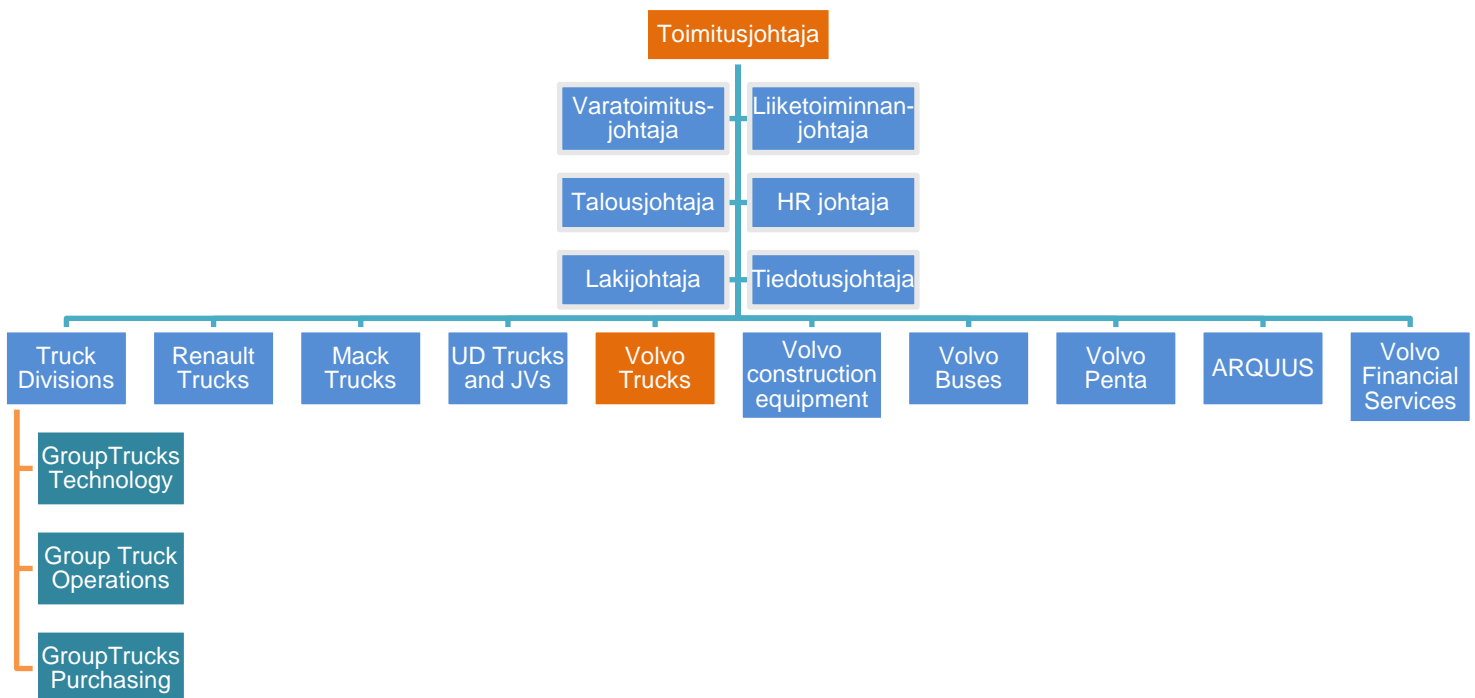 Toimitusjohtaja
Varatoimitus-
johtaja
Liiketoiminnan-
johtaja
Talousjohtaja
HR johtaja
Lakijohtaja
Tiedotusjohtaja
Truck
Divisions
Renault
Trucks
Mack
Trucks
UD Trucks
and JVs
Volvo
Trucks
Volvo
construction
equipment
Volvo
Buses
Volvo
Penta
ARQUUS
Volvo
Financial
Services
GroupTrucks
Technology
Group Truck
Operations
GroupTrucks
Purchasing